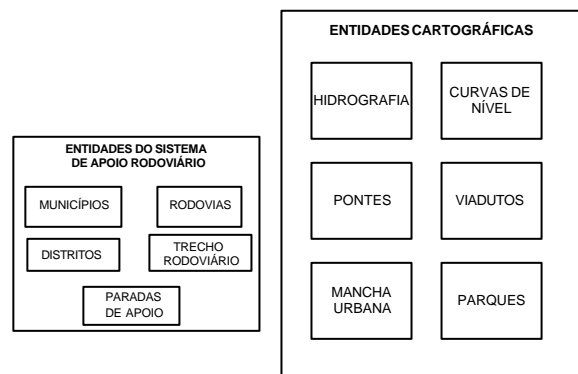 ENTIDADES DO SISTEMA
DE APOIO RODOVIÁRIO
MUNICÍPIOS
RODOVIAS
DISTRITOS
TRECHO
RODOVIÁRIO
PARADAS
DE APOIO
ENTIDADES CARTOGRÁFICAS
HIDROGRAFIA
CURVAS DE
NÍVEL
PONTES
VIADUTOS
MANCHA
URBANA
PARQUES